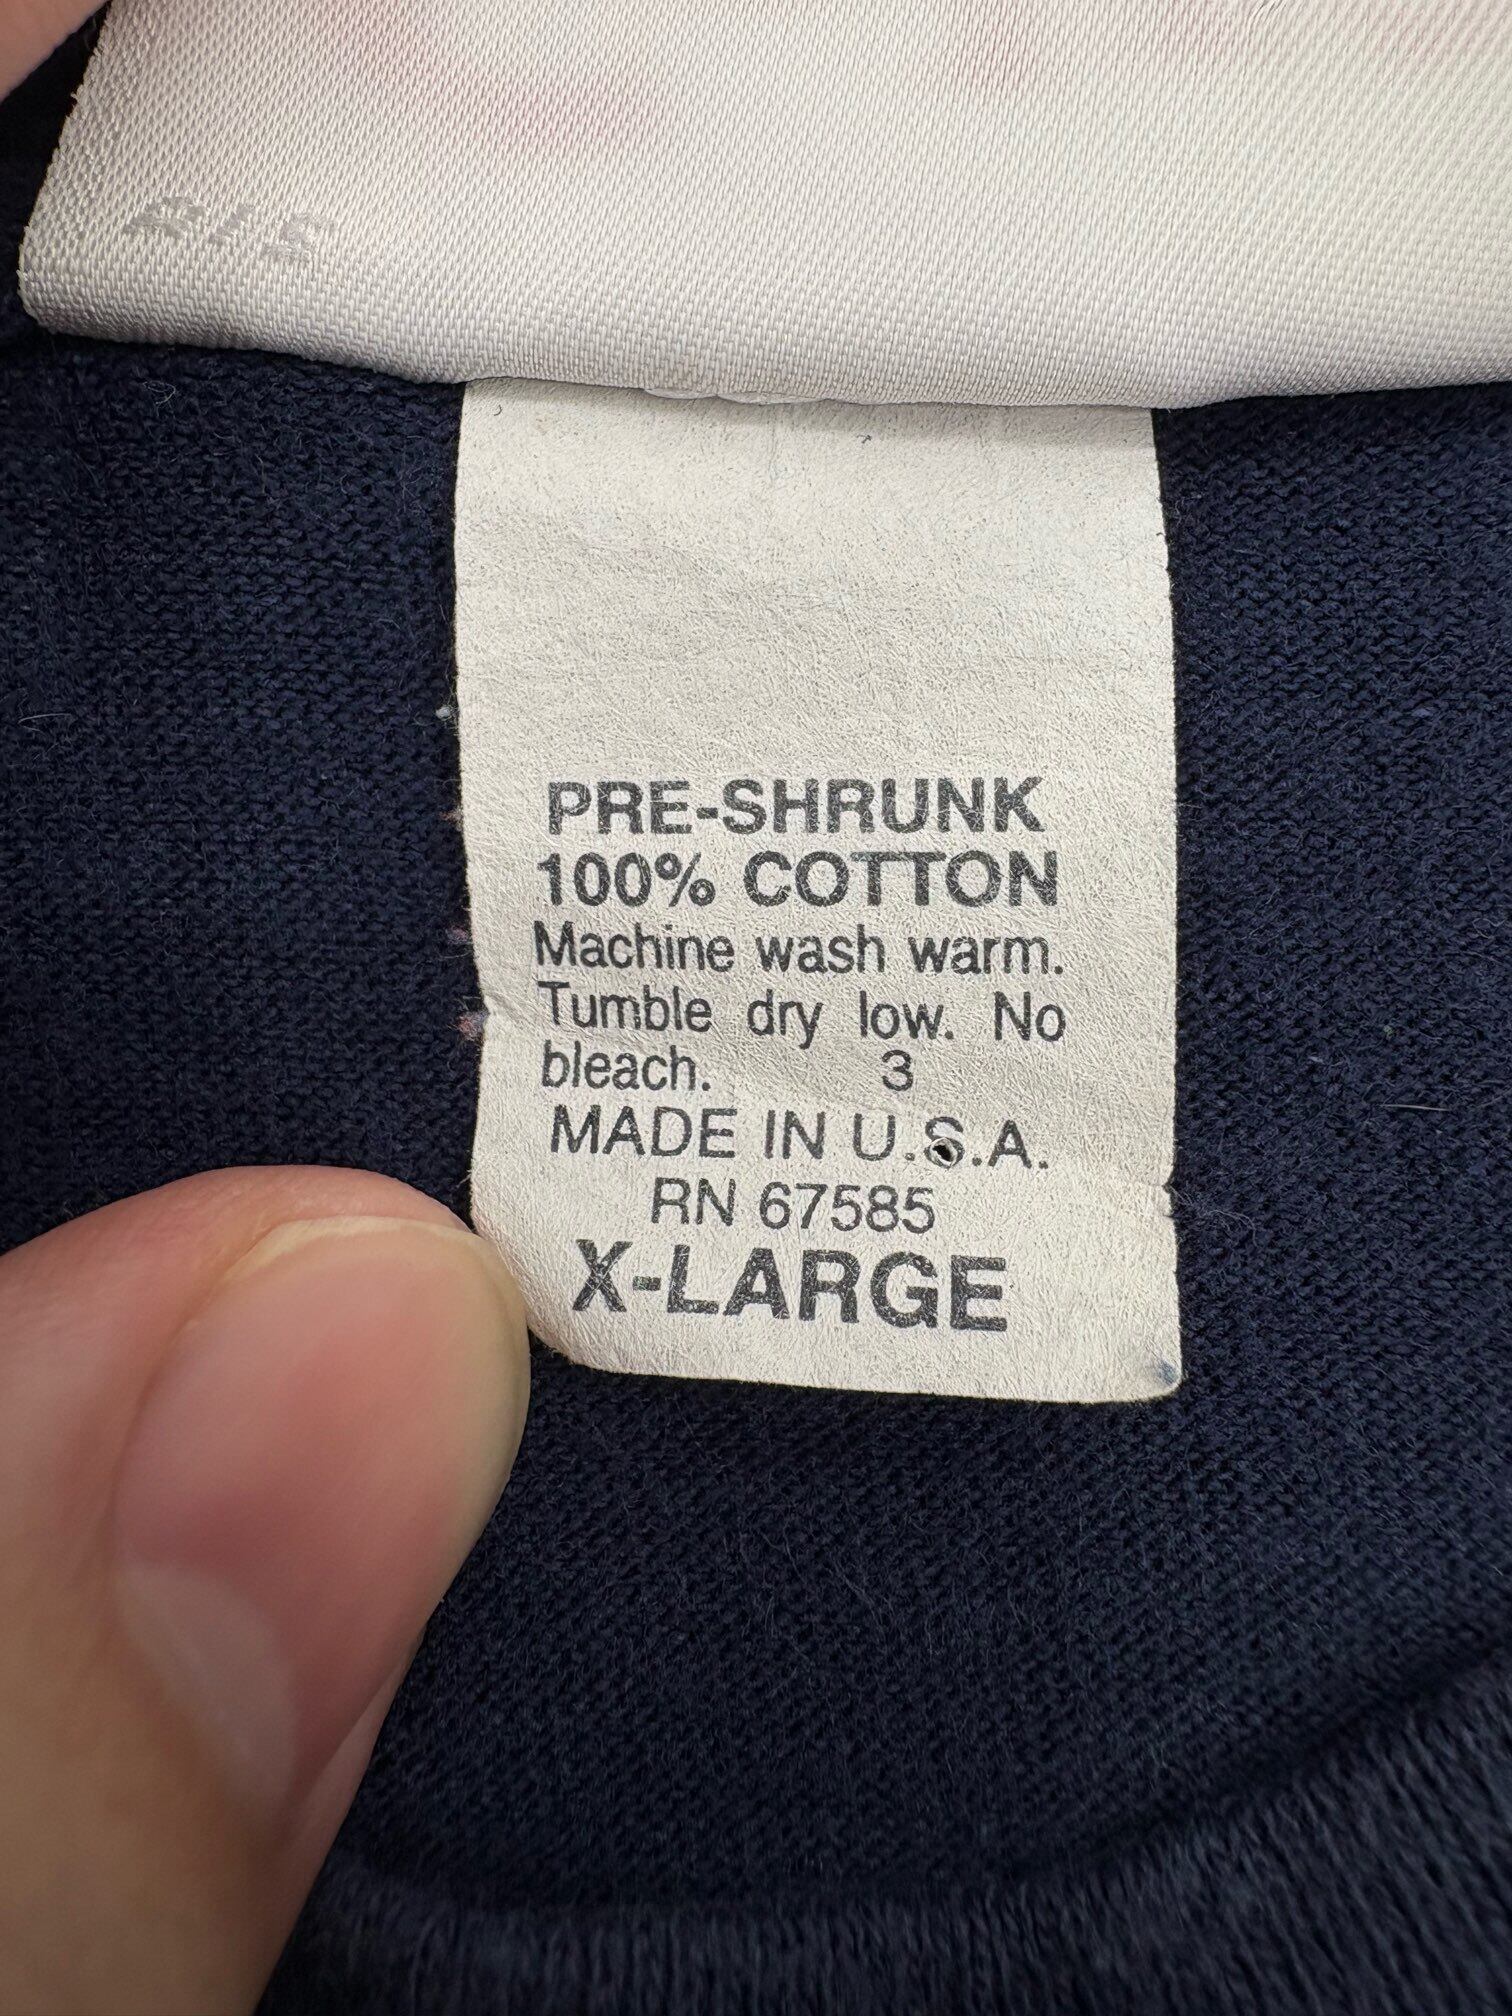 PRE-SHRUNK
100% COTTON
Machine wash warm.
Tumble dry low. No
bleach. 3
MADE IN U.S.A.
RN 67585
X-LARGE